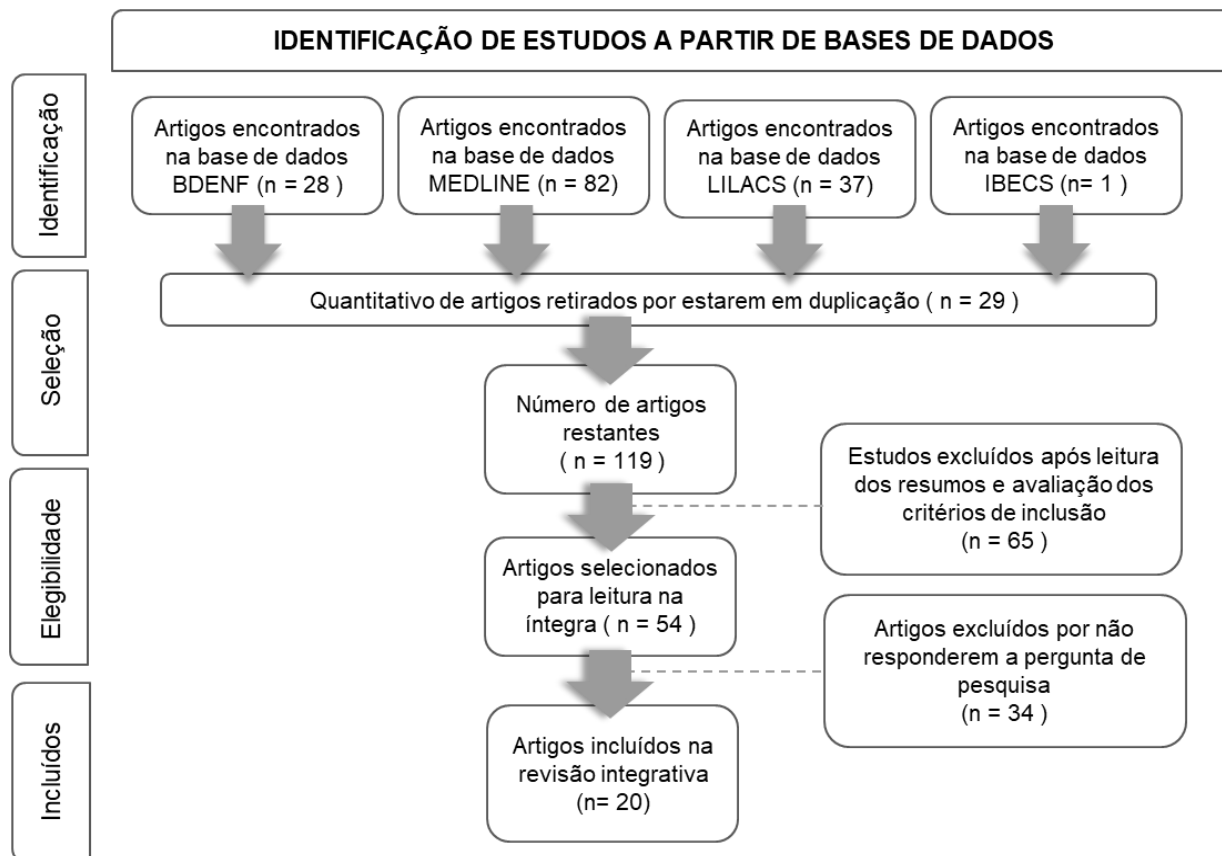 IDENTIFICAÇÃO DE ESTUDOS A PARTIR DE BASES DE DADOS
Identificação
Artigos encontrados
na base de dados
BDENF (n = 28 )
Artigos encontrados
na base de dados
MEDLINE (n = 82)
Artigos encontrados
na base de dados
LILACS (n = 37)
Artigos encontrados
na base de dados
IBECS (n= 1 )
Seleção
Quantitativo de artigos retirados por estarem em duplicação ( n = 29 )
Número de artigos
restantes
( n = 119 )
Elegibilidade
Estudos excluídos após leitura
dos resumos e avaliação dos
critérios de inclusão
(n = 65 )
Artigos selecionados
para leitura na
íntegra ( n = 54 )
Artigos excluídos por não
responderem a pergunta de
pesquisa
(n = 34 )
Incluídos
Artigos incluídos na
revisão integrativa
(n= 20)